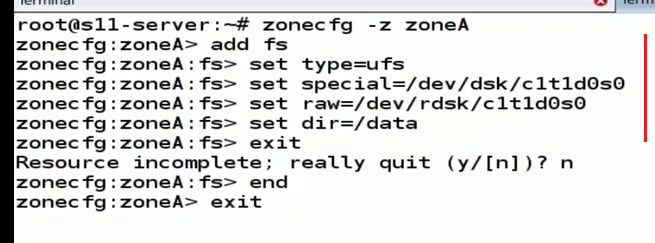 Terminal
root@s11-server:~# zonecfg -z zoneA
zonecfg:zoneA> add fs
zonecfg:zoneA:fs> set type=ufs
zonecfg:zoneA:fs> set special=/dev/dsk/c1t1d0s0
zonecfg:zoneA:fs> set raw=/dev/rdsk/c1t1d0s0
zonecfg:zoneA:fs> set dir=/data
zonecfg:zoneA:fs> exit
Resource incomplete; really quit (y/[n])? n
zonecfg:zoneA:fs> end
zonecfg:zoneA> exit